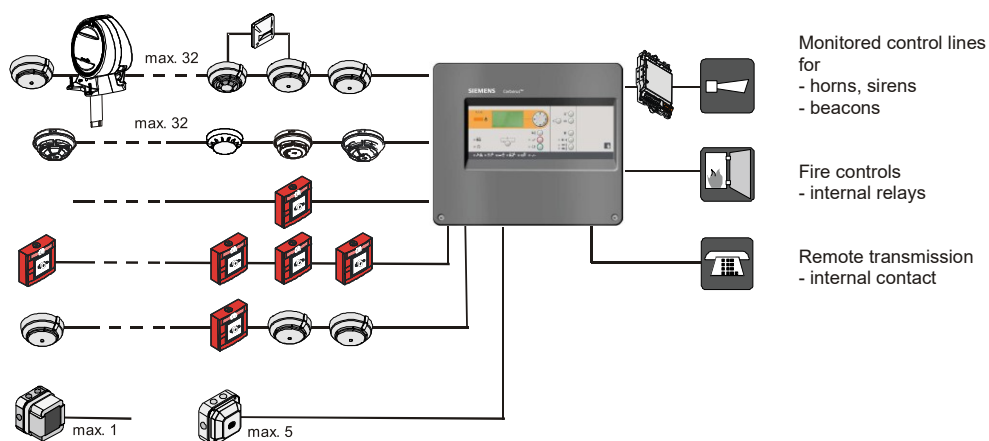 max. 32
max. 32
max. 1
max. 5
SIEMENS Cerberus™
Monitored control lines
for
- horns, sirens
- beacons
Fire controls
- internal relays
Remote transmission
- internal contact